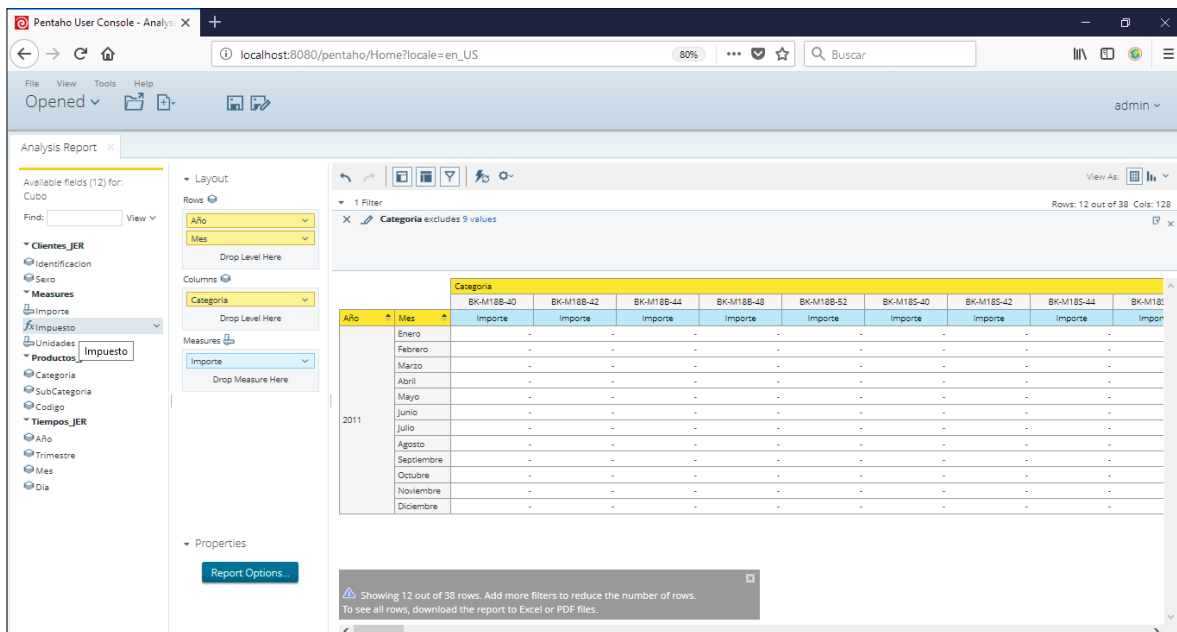 Pentaho User Console - Analys
localhost:8080/pentaho/Home?locale=en_US
80%
Buscar
File View Tools Help
Opened
admin
Analysis Report
Available fields (12) for:
Cubo
Find:
View
Clientes_JER
Identificacion
Sexo
Measures
Importe
fx Impuesto
Unidades
Impuesto
Productos_
Categoria
SubCategoria
Codigo
Tiempos_JER
Año
Trimestre
Mes
Dia
Layout
Rows
Año
Mes
Drop Level Here
Columns
Categoria
Drop Level Here
Measures
Importe
Drop Measure Here
Properties
Report Options...
View As:
1 Filter
Rows: 12 out of 38 Cols: 128
Categoria excludes 9 values
Categoria
BK-M18B-40 BK-M18B-42 BK-M18B-44 BK-M18B-48 BK-M18B-52 BK-M18S-40 BK-M18S-42 BK-M18S-44 BK-M18S
Año Mes Importe Importe Importe Importe Importe Importe Importe Importe Impor
2011
Enero - - - - - - - -
Febrero - - - - - - - -
Marzo - - - - - - - -
Abril - - - - - - - -
Mayo - - - - - - - -
Junio - - - - - - - -
Julio - - - - - - - -
Agosto - - - - - - - -
Septiembre - - - - - - - -
Octubre - - - - - - - -
Noviembre - - - - - - - -
Diciembre - - - - - - - -
Showing 12 out of 38 rows. Add more filters to reduce the number of rows.
To see all rows, download the report to Excel or PDF files.